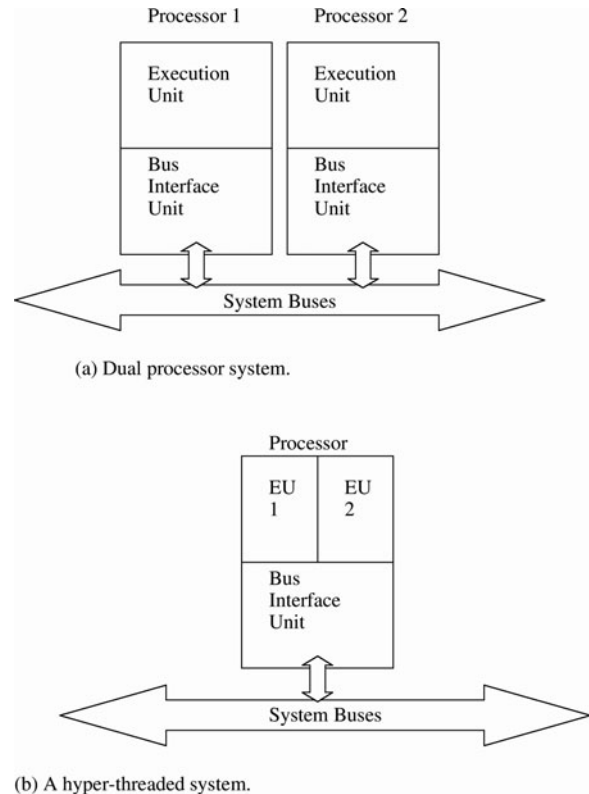 Processor 1
Processor 2
Execution
Unit
Execution
Unit
Bus
Interface
Unit
Bus
Interface
Unit
System Buses
(a) Dual processor system.
Processor
EU
1
EU
2
Bus
Interface
Unit
System Buses
(b) A hyper-threaded system.